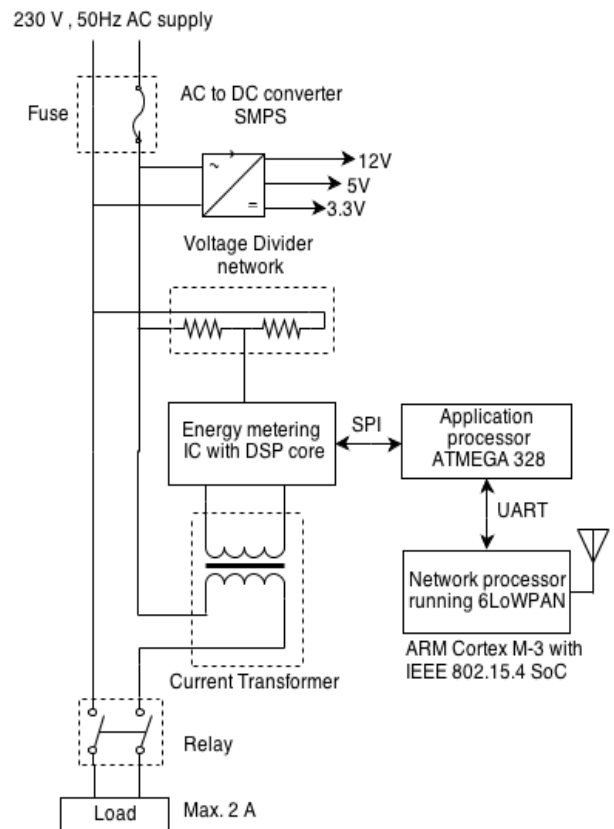 230 V , 50Hz AC supply
Fuse
AC to DC converter
SMPS
~
=
12V
5V
3.3V
Voltage Divider
network
Energy metering
IC with DSP core
SPI
Application
processor
ATMEGA 328
UART
Network processor
running 6LoWPAN
ARM Cortex M-3 with
IEEE 802.15.4 SoC
Current Transformer
Relay
Load
Max. 2 A